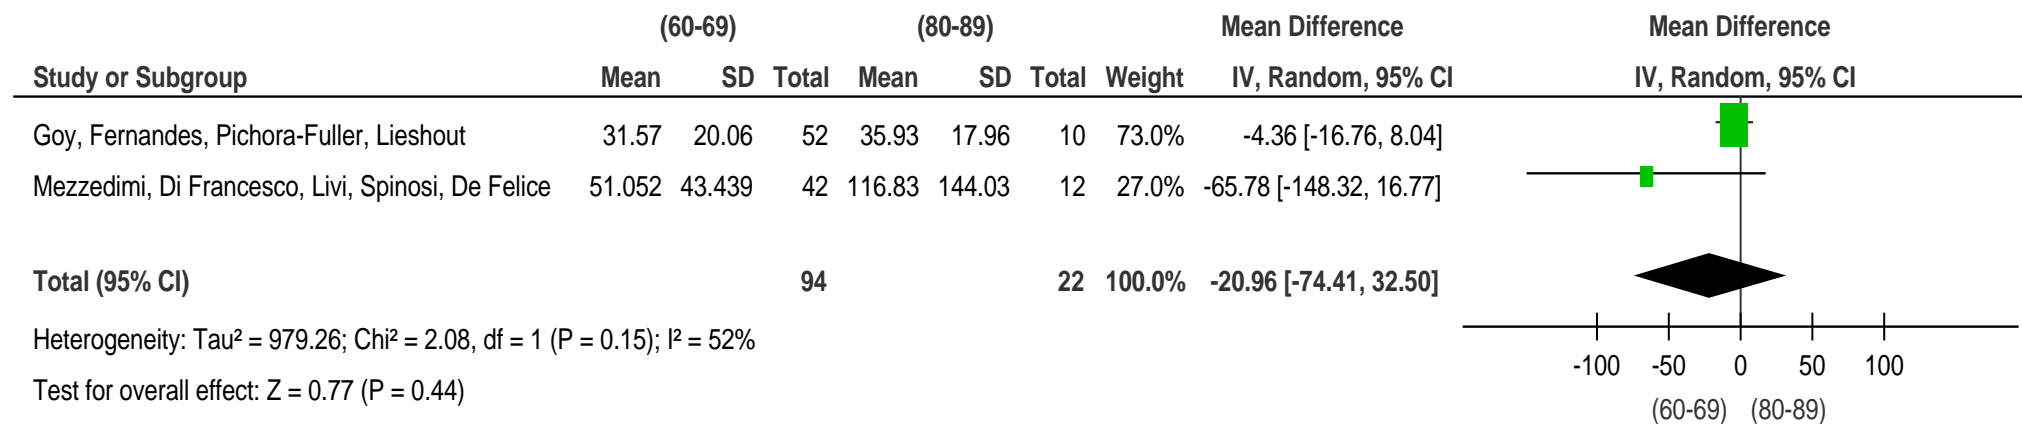 (60-69) (80-89) Mean Difference Mean Difference
Study or Subgroup Mean SD Total Mean SD Total Weight IV, Random, 95% CI IV, Random, 95% CI
Goy, Fernandes, Pichora-Fuller, Lieshout 31.57 20.06 52 35.93 17.96 10 73.0% -4.36 [-16.76, 8.04]
Mezzedimi, Di Francesco, Livi, Spinosi, De Felice 51.052 43.439 42 116.83 144.03 12 27.0% -65.78 [-148.32, 16.77]
Total (95% CI) 94 22 100.0% -20.96 [-74.41, 32.50]
Heterogeneity: Tau² = 979.26; Chi² = 2.08, df = 1 (P = 0.15); I² = 52%
Test for overall effect: Z = 0.77 (P = 0.44)
-100 -50 0 50 100
(60-69) (80-89)